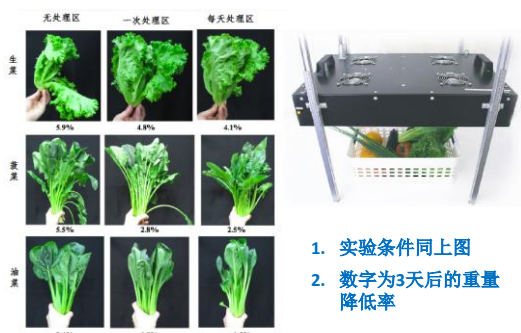 无处理区 一次处理区 每天处理区
生菜
5.9% 4.8% 4.1%
菠菜
5.5% 2.8% 2.5%
油菜
1. 实验条件同上图
2. 数字为3天后的重量
降低率